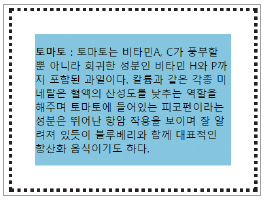 토마토 : 토마토는 비타민A, C가 풍부할
뿐 아니라 희귀한 성분인 비타민 H와 P까
지 포함된 과일이다. 칼륨과 같은 각종 미
네랄은 혈액의 산성도를 낮추는 역할을
해주며 토마토에 들어있는 피코펜이라는
성분은 뛰어난 항암 작용을 보이며 잘 알
려져 있듯이 블루베리와 함께 대표적인
항산화 음식이기도 하다.